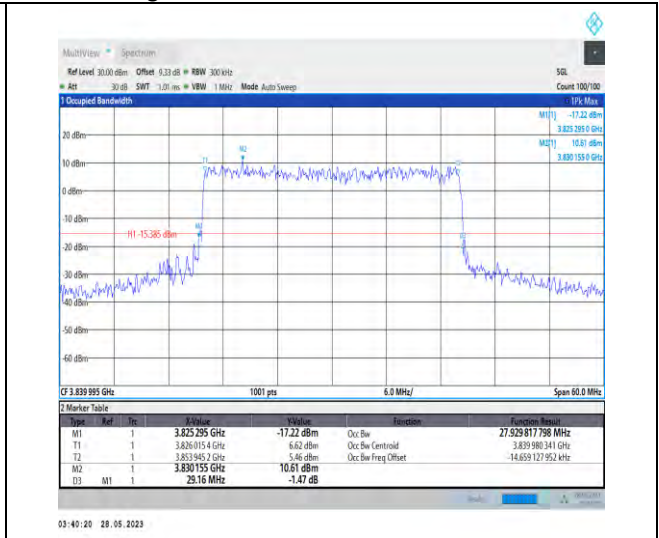 MultiView Spectrum
Ref Level 30.00 dBm Offset 9.33 dB RBW 300 kHz SGL
Att 30 dB SWT 1.01 ms VBW 1 MHz Mode Auto Sweep Count 100/100
1 Occupied Bandwidth 1Pk Max
M1[1] -17.22 dBm
3.825 295 0 GHz
M2[1] 10.61 dBm
3.830 155 0 GHz
20 dBm
M2
T1
10 dBm
0 dBm
-10 dBm
H1 -15.385 dBm
-20 dBm
-30 dBm
-40 dBm
-50 dBm
-60 dBm
CF 3.839 995 GHz 1001 pts 6.0 MHz/ Span 60.0 MHz
2 Marker Table
Type Ref Trc X-Value Y-Value Function Function Result
M1 1 3.825 295 GHz -17.22 dBm Occ Bw 27.929 817 798 MHz
T1 1 3.826 015 4 GHz 6.62 dBm Occ Bw Centroid 3.839 980 341 GHz
T2 1 3.853 945 2 GHz 5.46 dBm Occ Bw Freq Offset -14.659 127 952 kHz
M2 1 3.830 155 GHz 10.61 dBm
D3 M1 1 29.16 MHz -1.47 dB
03:40:20 28.05.2023